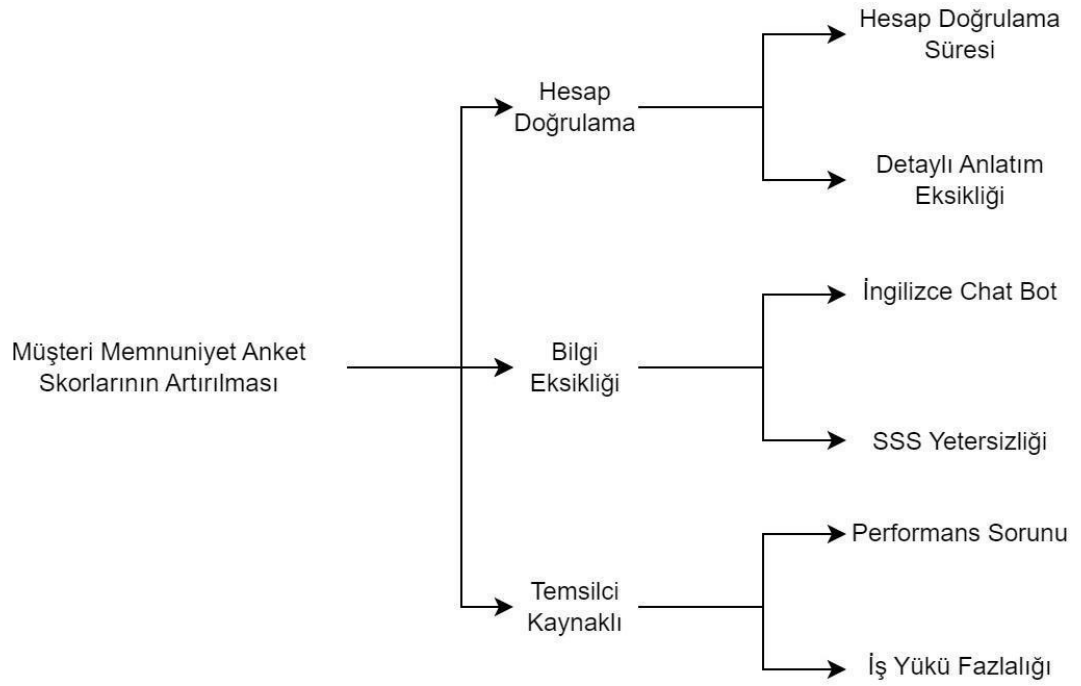 Müşteri Memnuniyet Anket
Skorlarının Artırılması
Hesap
Doğrulama
Hesap Doğrulama
Süresi
Detaylı Anlatım
Eksikliği
Bilgi
Eksikliği
İngilizce Chat Bot
SSS Yetersizliği
Temsilci
Kaynaklı
Performans Sorunu
İş Yükü Fazlalığı